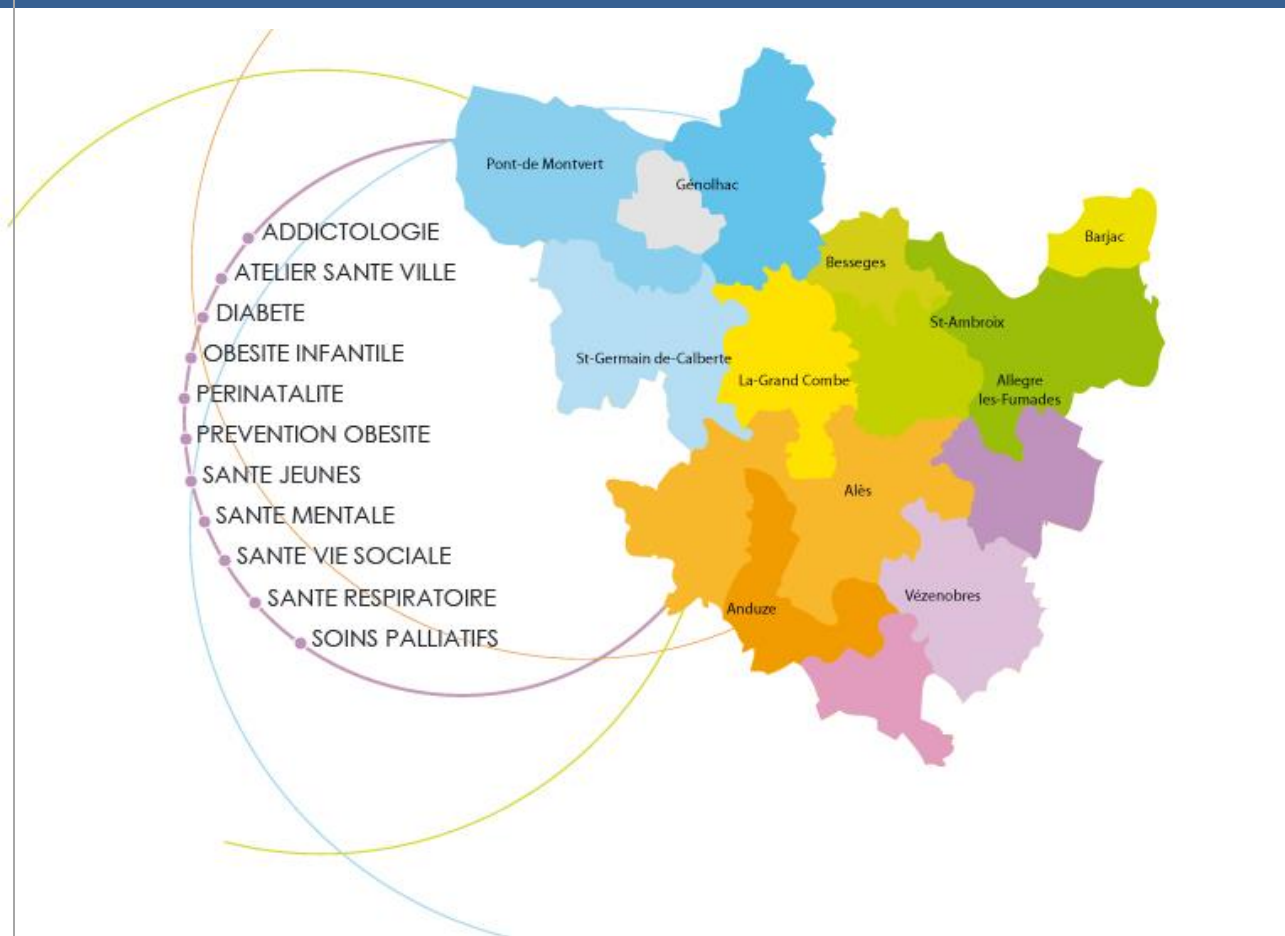 ADDICTOLOGIE
ATELIER SANTE VILLE
DIABETE
OBESITE INFANTILE
PERINATALITE
PREVENTION OBESITE
SANTE JEUNES
SANTE MENTALE
SANTE VIE SOCIALE
SANTE RESPIRATOIRE
SOINS PALLIATIFS
Pont-de Montvert
Génolhac
Barjac
Besseges
St-Ambroix
St-Germain de-Calberte
La-Grand Combe
Allegre
les-Fumades
Alès
Anduze
Vézenobres